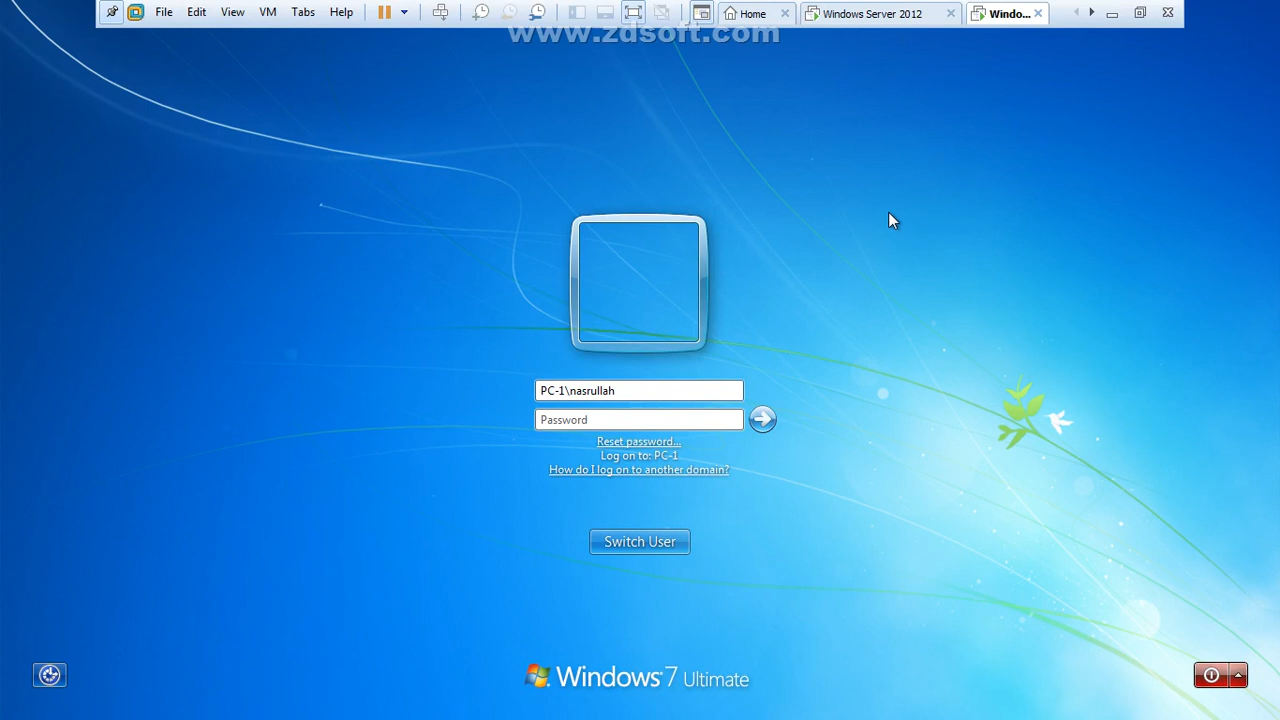 File Edit View VM Tabs Help Home Windows Server 2012 Windo...
www.zdsoft.com
PC-1\nasrullah
Password
Reset password...
Log on to: PC-1
How do I log on to another domain?
Switch User
Windows 7 Ultimate